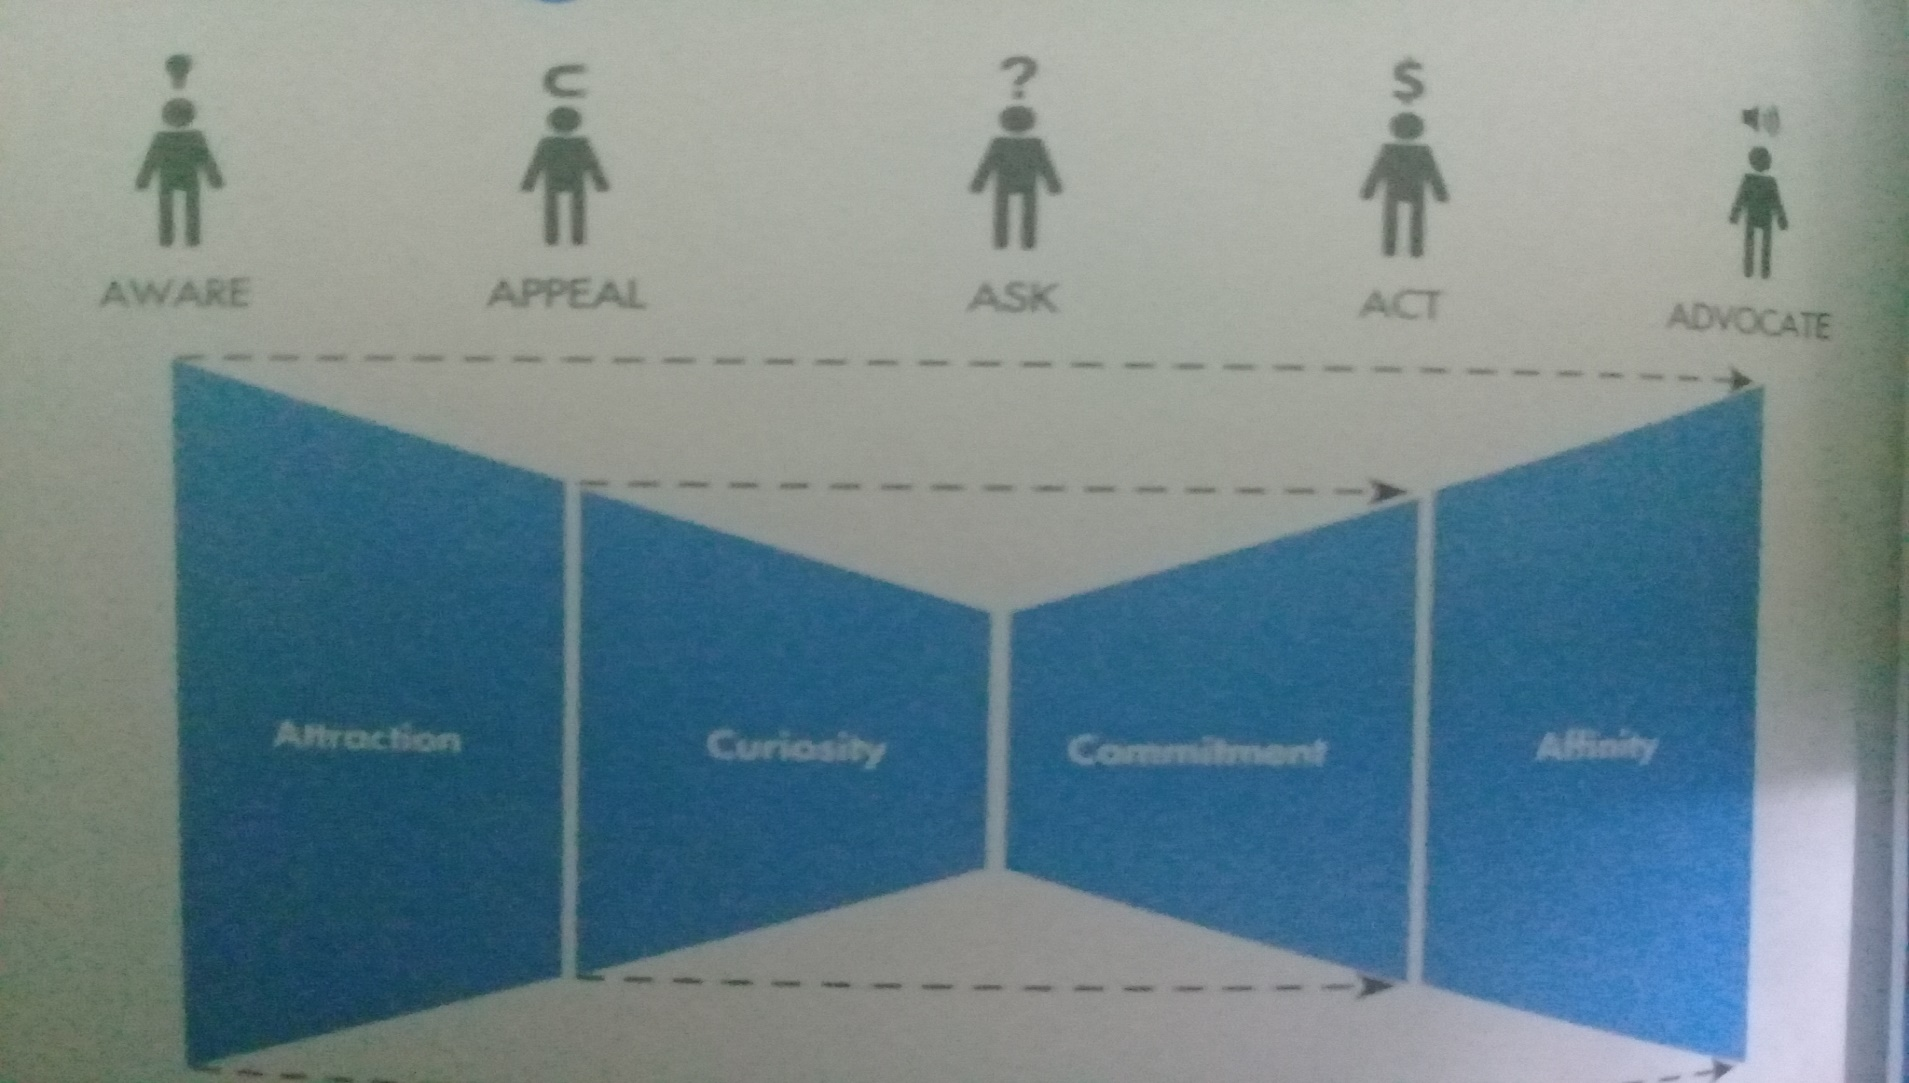 ?
$
AWARE
APPEAL
ASK
ACT
ADVOCATE
Attraction
Curiosity
Commitment
Affinity